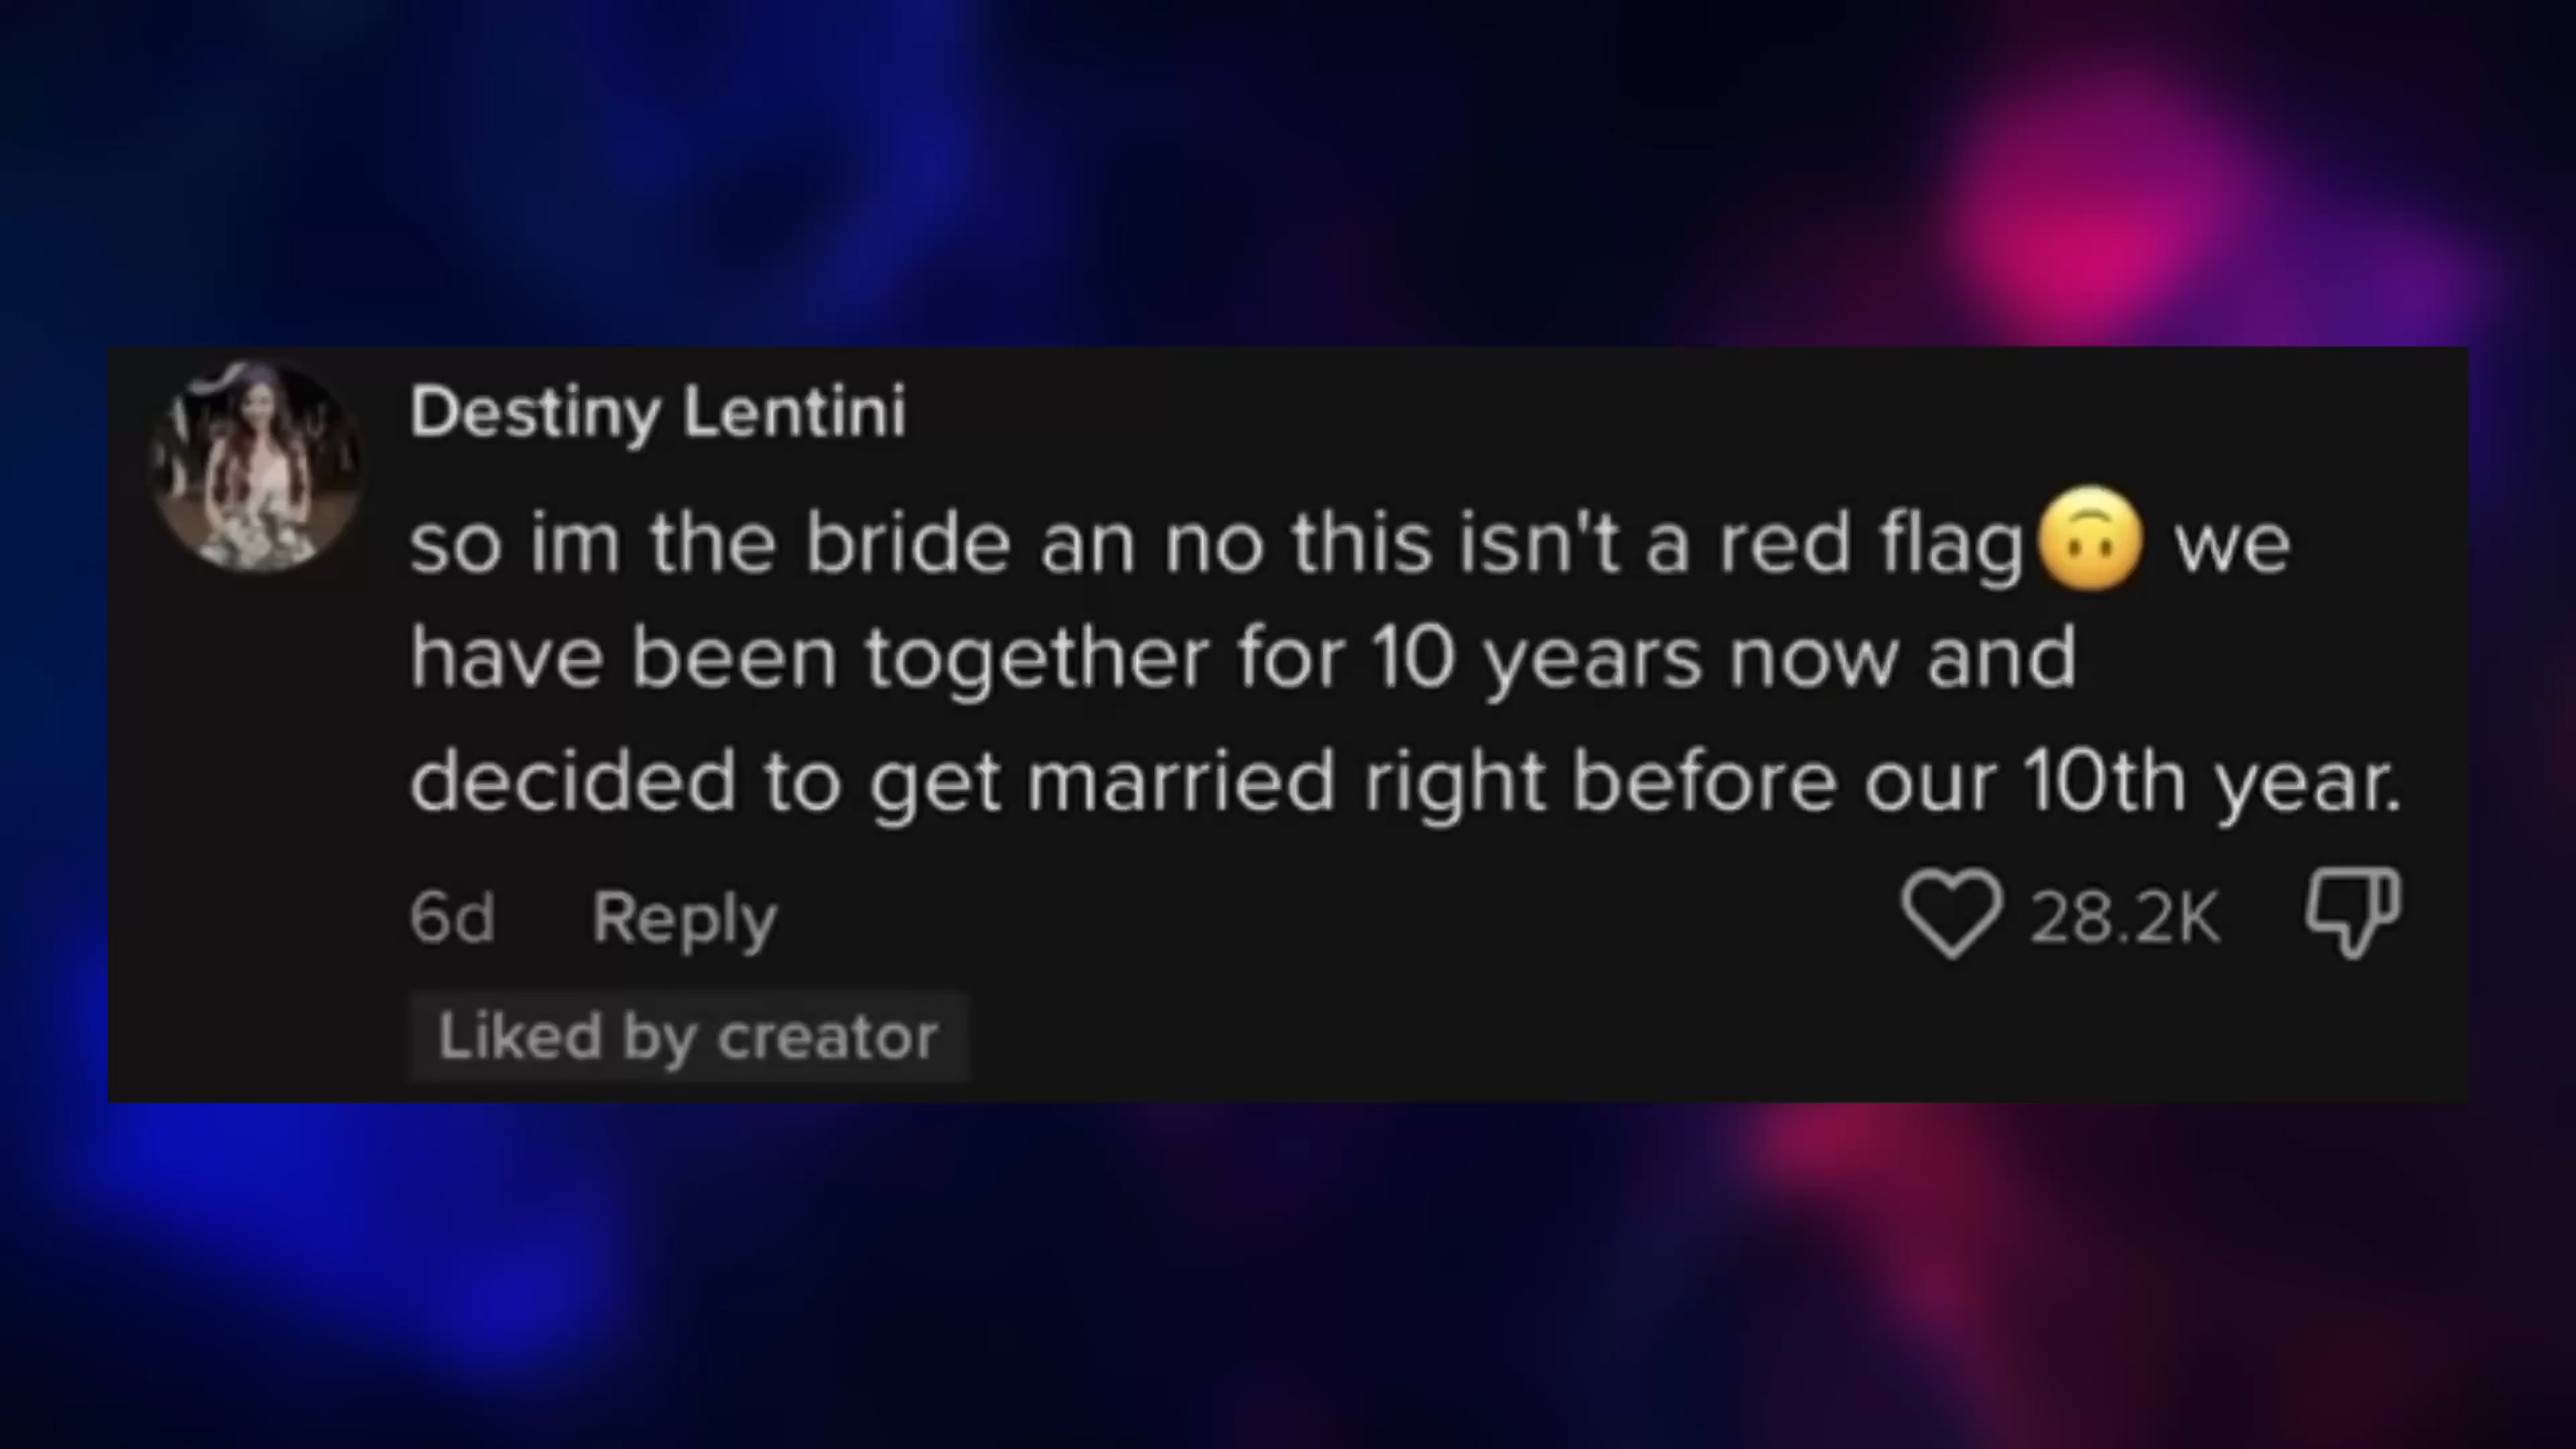 Destiny Lentini
so im the bride an no this isn't a red flag🙃 we
have been together for 10 years now and
decided to get married right before our 10th year.
6d Reply 28.2K
Liked by creator